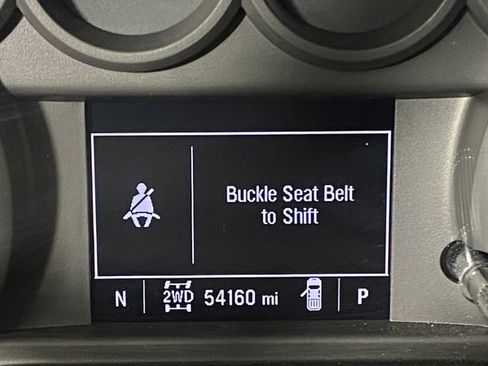 Buckle Seat Belt
to Shift
N 2WD 54160 mi P